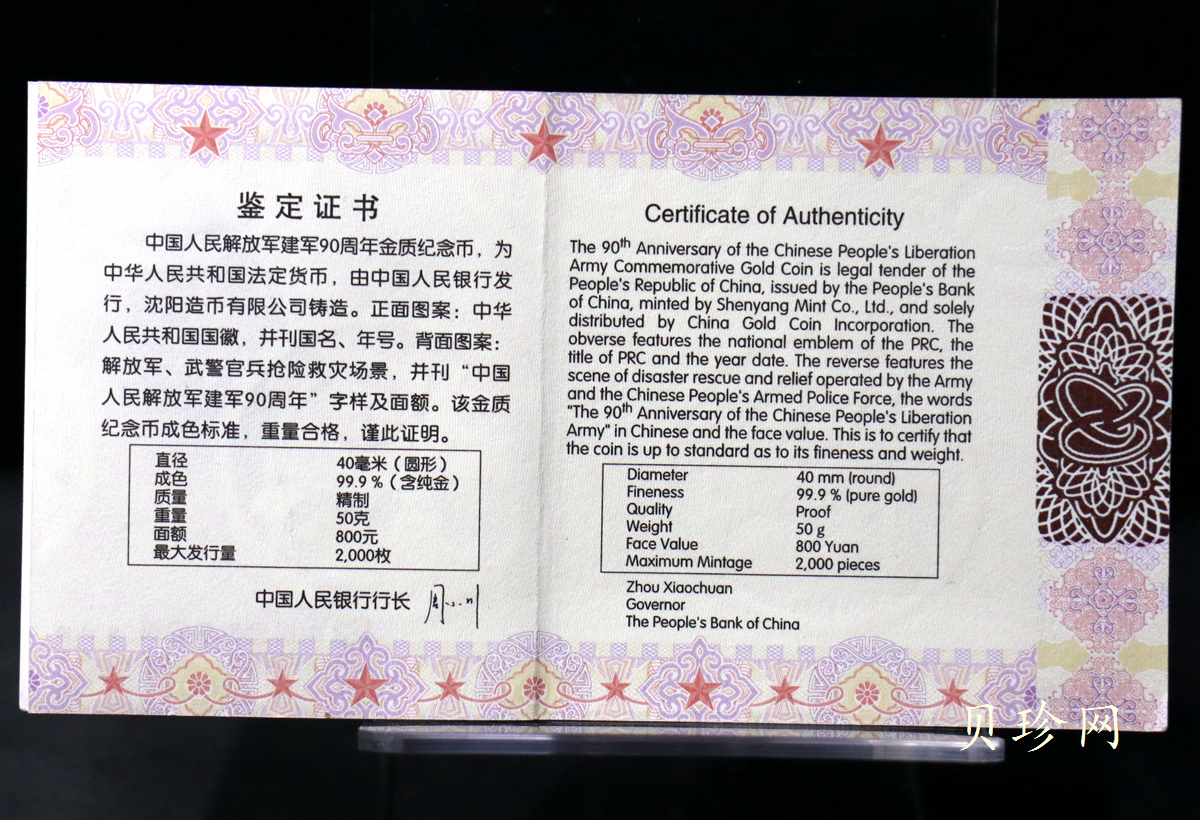 鉴定证书
中国人民解放军建军90周年金质纪念币，为
中华人民共和国法定货币，由中国人民银行发
行，沈阳造币有限公司铸造。正面图案：中华
人民共和国国徽，并刊国名、年号。背面图案：
解放军、武警官兵抢险救灾场景，并刊“中国
人民解放军建军90周年”字样及面额。该金质
纪念币成色标准，重量合格，谨此证明。
直径 40毫米（圆形）
成色 99.9％（含纯金）
质量 精制
重量 50克
面额 800元
最大发行量 2,000枚
中国人民银行行长 周小川
Certificate of Authenticity
The 90th Anniversary of the Chinese People's Liberation
Army Commemorative Gold Coin is legal tender of the
People's Republic of China, issued by the People's Bank
of China, minted by Shenyang Mint Co., Ltd., and solely
distributed by China Gold Coin Incorporation. The
obverse features the national emblem of the PRC, the
title of PRC and the year date. The reverse features the
scene of disaster rescue and relief operated by the Army
and the Chinese People's Armed Police Force, the words
"The 90th Anniversary of the Chinese People's Liberation
Army" in Chinese and the face value. This is to certify that
the coin is up to standard as to its fineness and weight.
Diameter 40 mm (round)
Fineness 99.9 % (pure gold)
Quality Proof
Weight 50 g
Face Value 800 Yuan
Maximum Mintage 2,000 pieces
Zhou Xiaochuan
Governor
The People's Bank of China
贝珍网